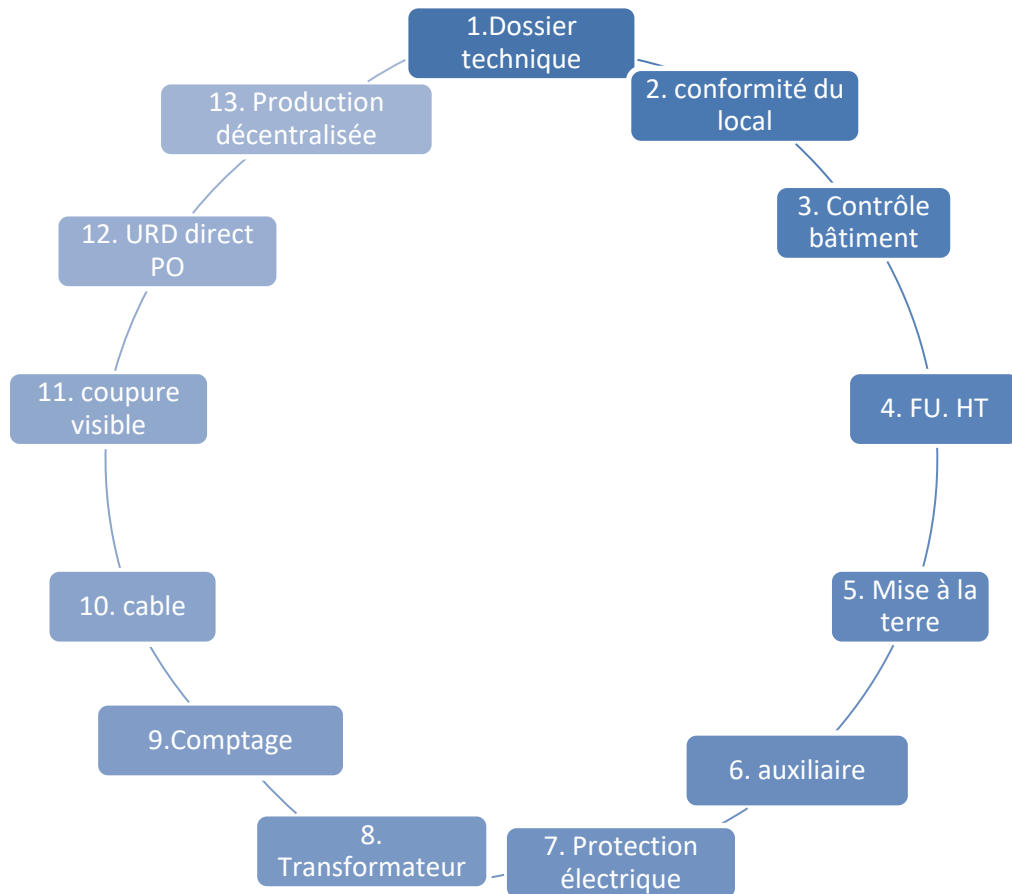 1.Dossier
technique
2. conformité du
local
3. Contrôle
bâtiment
4. FU. HT
5. Mise à la
terre
6. auxiliaire
7. Protection
électrique
8.
Transformateur
9.Comptage
10. cable
11. coupure
visible
12. URD direct
PO
13. Production
décentralisée